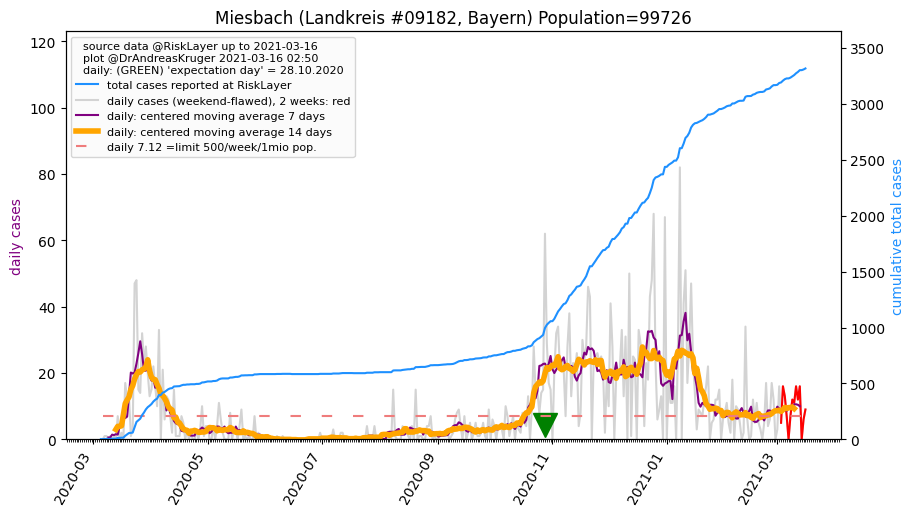 Miesbach (Landkreis #09182, Bayern) Population=99726
source data @RiskLayer up to 2021-03-16
plot @DrAndreasKruger 2021-03-16 02:50
daily: (GREEN) 'expectation day' = 28.10.2020
total cases reported at RiskLayer
daily cases (weekend-flawed), 2 weeks: red
daily: centered moving average 7 days
daily: centered moving average 14 days
daily 7.12 =limit 500/week/1mio pop.
daily cases
120
100
80
60
40
20
0
3500
3000
2500
2000
1500
1000
500
0
cumulative total cases
2020-03
2020-05
2020-07
2020-09
2020-11
2021-01
2021-03